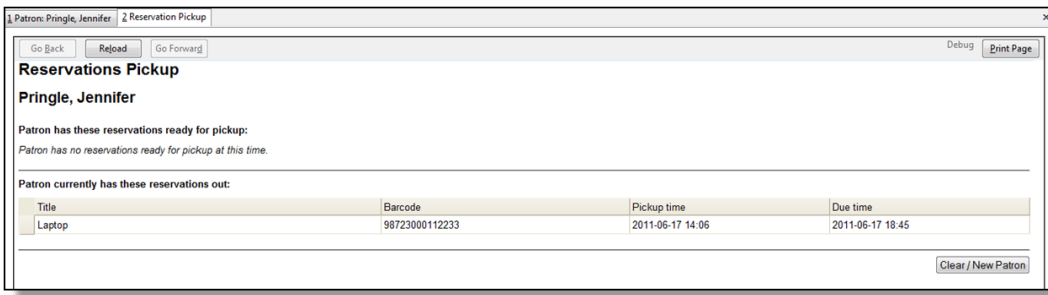 1 Patron: Pringle, Jennifer 2 Reservation Pickup x
Go Back Reload Go Forward Debug Print Page
Reservations Pickup
Pringle, Jennifer
Patron has these reservations ready for pickup:
Patron has no reservations ready for pickup at this time.
Patron currently has these reservations out:
Title Barcode Pickup time Due time
Laptop 98723000112233 2011-06-17 14:06 2011-06-17 18:45
Clear / New Patron